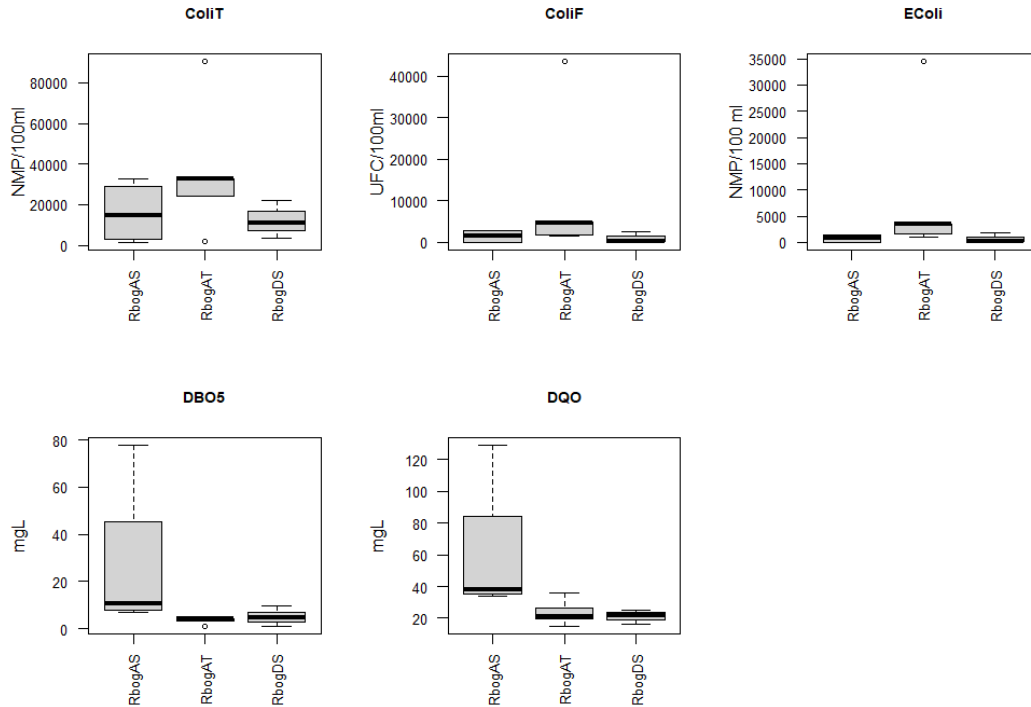 ColiT
NMP/100ml
80000
60000
40000
20000
0
RbogAS
RbogAT
RbogDS
ColiF
UFC/100ml
40000
30000
20000
10000
0
RbogAS
RbogAT
RbogDS
EColi
NMP/100 ml
35000
30000
25000
20000
15000
10000
5000
0
RbogAS
RbogAT
RbogDS
DBO5
mgL
80
60
40
20
0
RbogAS
RbogAT
RbogDS
DQO
mgL
120
100
80
60
40
20
RbogAS
RbogAT
RbogDS